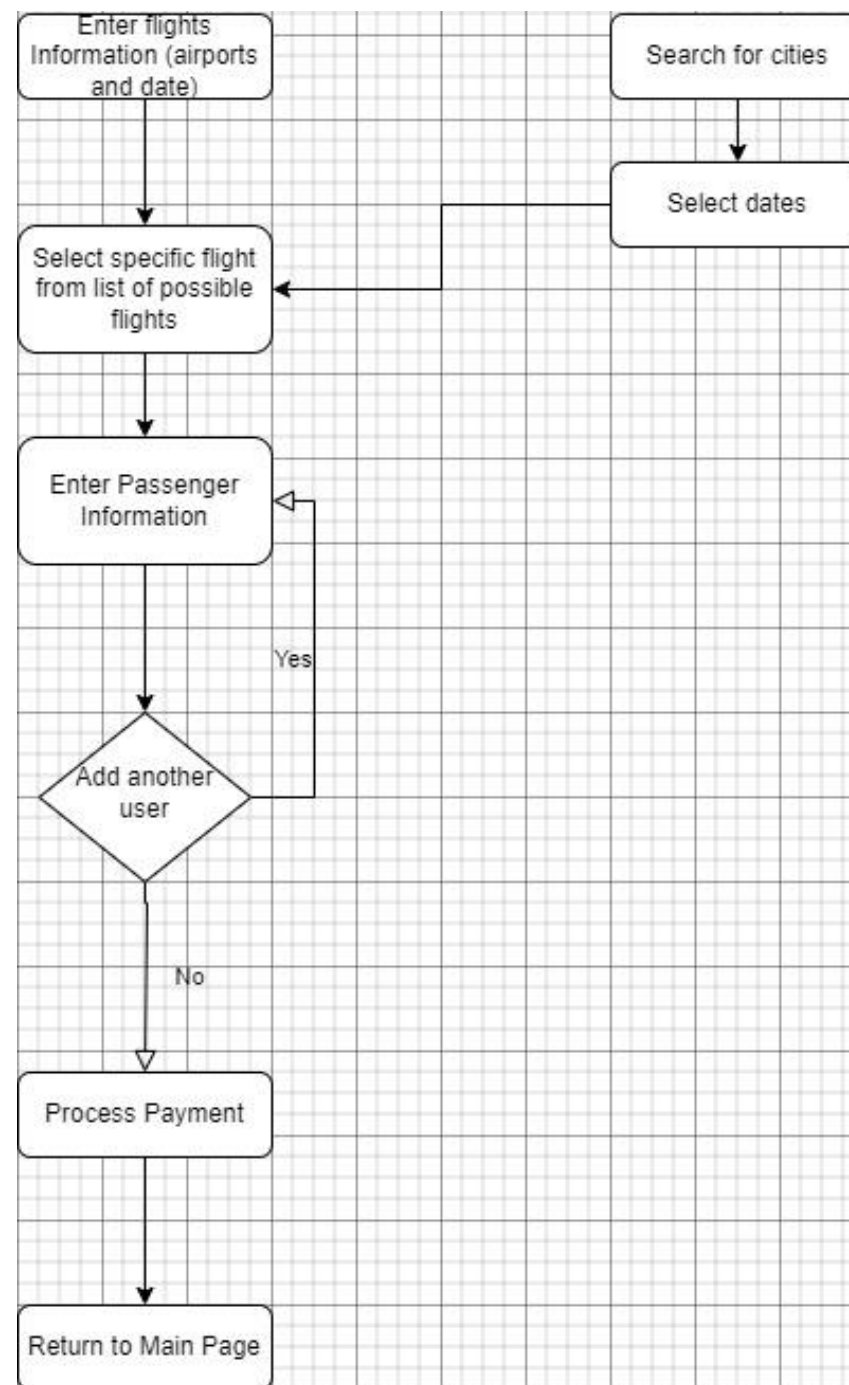 Enter flights
Information (airports
and date)
Search for cities
Select dates
Select specific flight
from list of possible
flights
Enter Passenger
Information
Yes
Add another
user
No
Process Payment
Return to Main Page